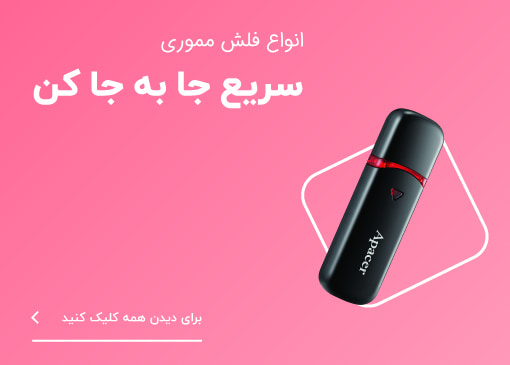 انواع فلش مموری
سریع جا به جا کن
Apacer
برای دیدن همه کلیک کنید